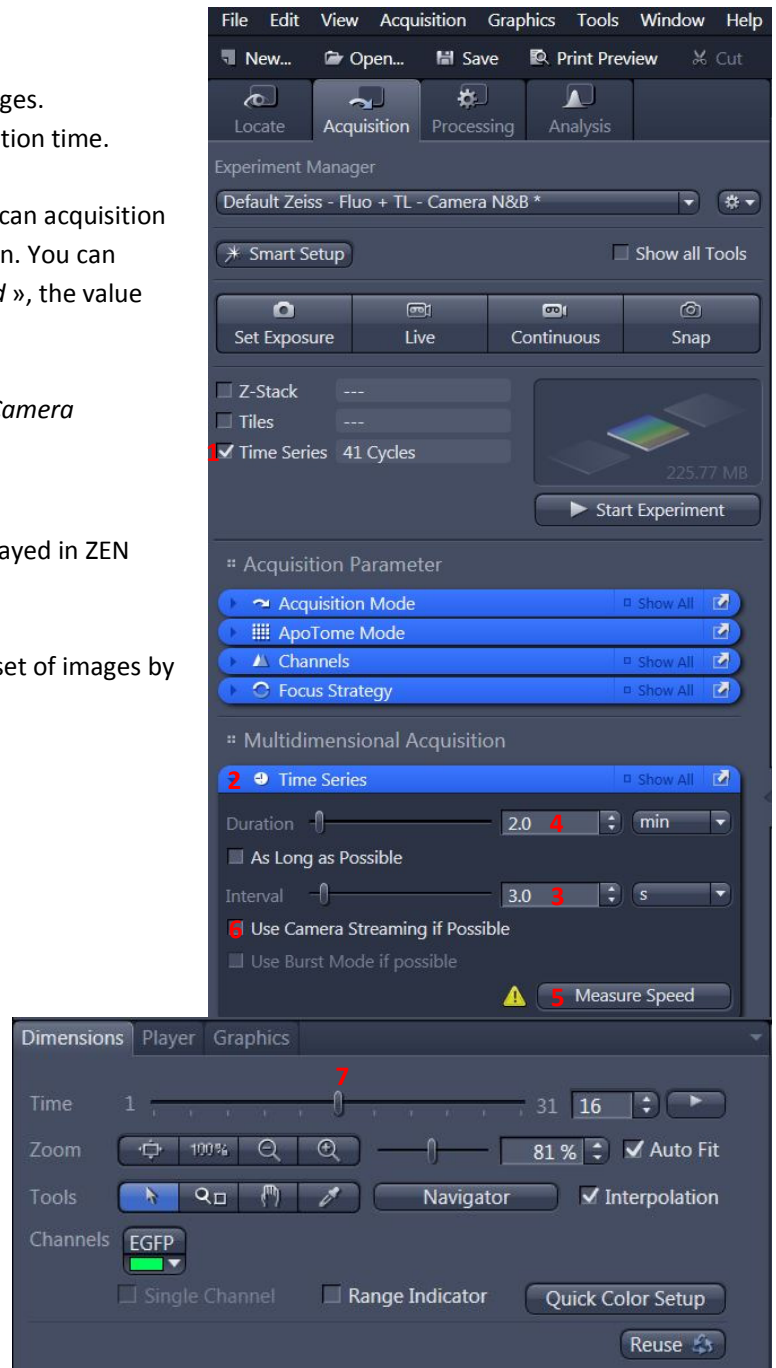 File Edit View Acquisition Graphics Tools Window Help
New... Open... Save Print Preview Cut
Locate Acquisition Processing Analysis
Experiment Manager
Default Zeiss - Fluo + TL - Camera N&B *
Smart Setup Show all Tools
Set Exposure Live Continuous Snap
Z-Stack ---
Tiles ---
1 Time Series 41 Cycles
225.77 MB
Start Experiment
Acquisition Parameter
Acquisition Mode Show All
ApoTome Mode
Channels Show All
Focus Strategy Show All
Multidimensional Acquisition
2 Time Series Show All
Duration 2.0 4 min
As Long as Possible
Interval 3.0 3 s
6 Use Camera Streaming if Possible
Use Burst Mode if possible
5 Measure Speed
ges.
tion time.
can acquisition
n. You can
d », the value
Camera
ayed in ZEN
set of images by
Dimensions Player Graphics
7
Time 1 31 16
Zoom 100% 81 % Auto Fit
Tools Navigator Interpolation
Channels EGFP
Single Channel Range Indicator Quick Color Setup
Reuse